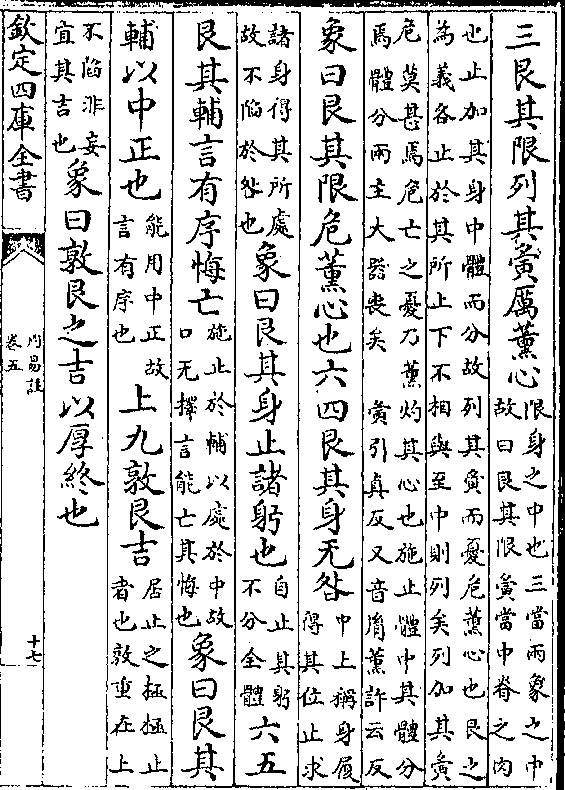 三艮其限列其夤厲薰心限身之中也三當兩象之中
故曰艮其限夤當中脊之肉
也止加其身中體而分故列其夤而憂危薰心也艮之
為義各止於其所上下不相與至中則列矣列加其夤
危莫甚焉危亡之憂乃薰灼其心也施止體中其體分
焉體分兩主大器喪矣 夤引真反又音胤薰許云反
象曰艮其限危薰心也六四艮其身无咎中上稱身履
得其位止求
諸身得其所處
故不陷於咎也象曰艮其身止諸躬也自止其躬
不分全體六五
艮其輔言有序悔亡施止於輔以處於中故
口无擇言能亡其悔也象曰艮其
輔以中正也能用中正故
言有序也上九敦艮吉居止之極極止
者也敦重在上
不陷非妄
宜其吉也象曰敦艮之吉以厚終也
欽定四庫全書
周易註
卷五
十七